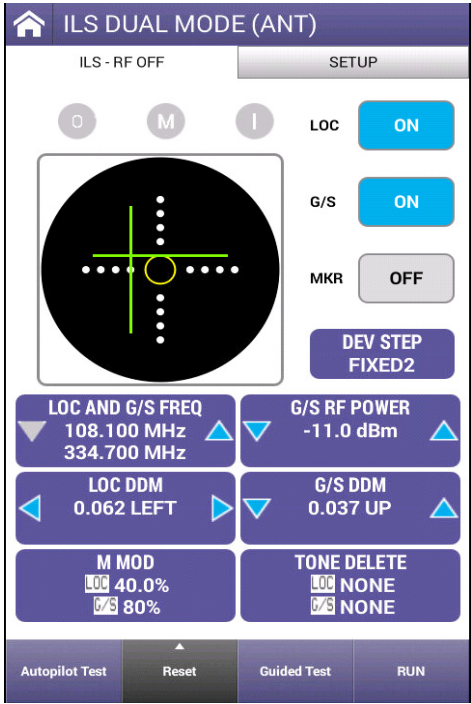 ILS DUAL MODE (ANT)
ILS - RF OFF
SETUP
O
M
I
LOC
ON
G/S
ON
MKR
OFF
DEV STEP
FIXED2
LOC AND G/S FREQ
108.100 MHz
334.700 MHz
G/S RF POWER
-11.0 dBm
LOC DDM
0.062 LEFT
G/S DDM
0.037 UP
M MOD
LOC 40.0%
G/S 80%
TONE DELETE
LOC NONE
G/S NONE
Autopilot Test
Reset
Guided Test
RUN